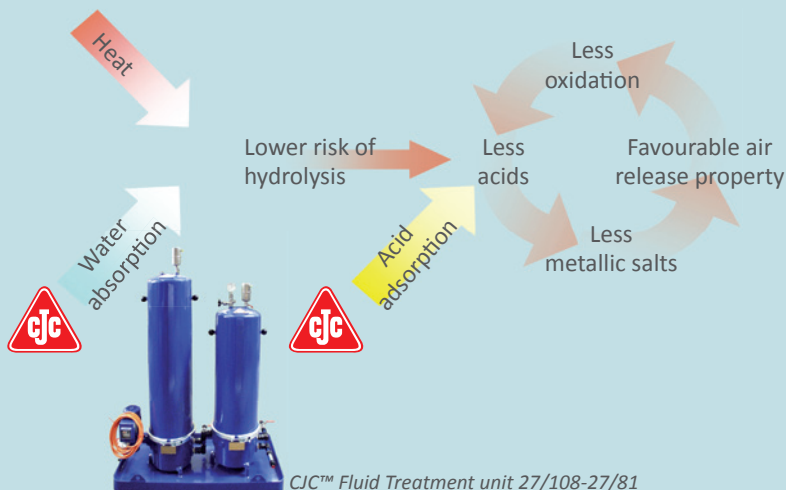 Heat
Less
oxidation
Lower risk of
hydrolysis
Less
acids
Favourable air
release property
Water
absorption
Acid
adsorption
Less
metallic salts
CJC
CJC
CJC™ Fluid Treatment unit 27/108-27/81